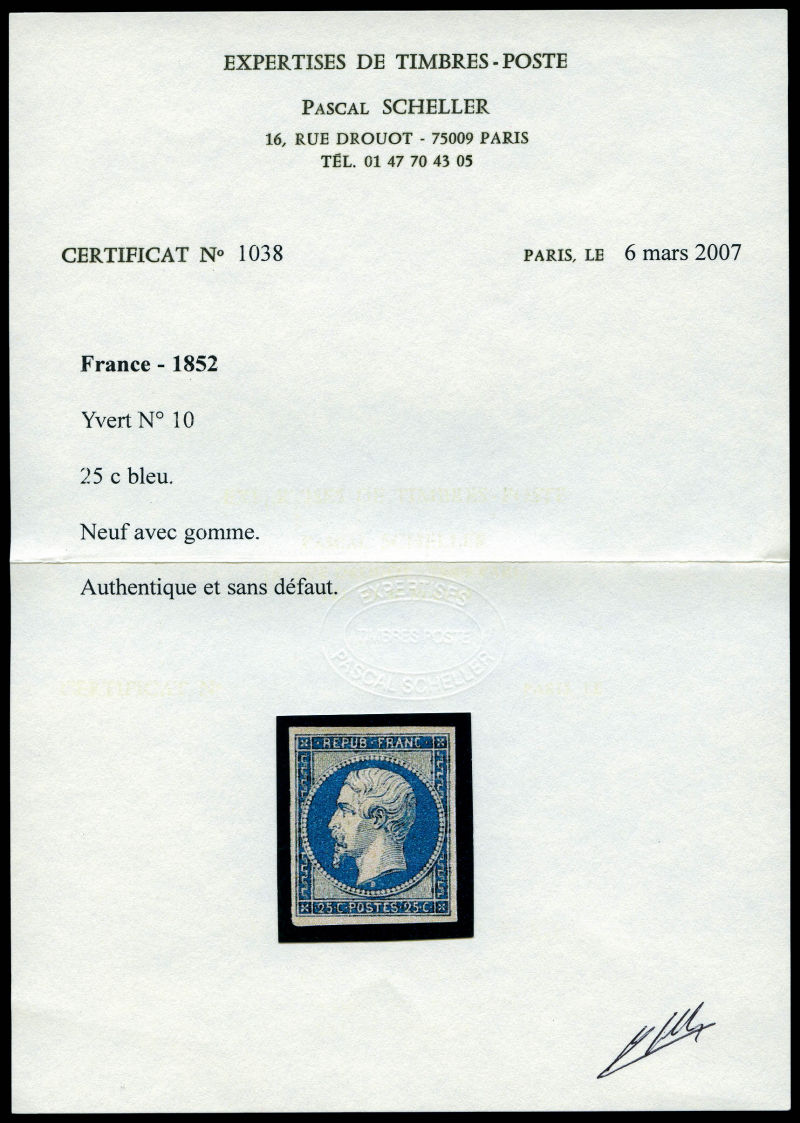 EXPERTISES DE TIMBRES-POSTE
PASCAL SCHELLER
16, RUE DROUOT - 75009 PARIS
TÉL. 01 47 70 43 05
CERTIFICAT Nº 1038 PARIS, LE 6 mars 2007
France - 1852
Yvert N° 10
25 c bleu.
Neuf avec gomme.
Authentique et sans défaut.
EXPERTISES
TIMBRES POSTE
PASCAL SCHELLER
REPUB·FRANC
25·C·POSTES·25·C